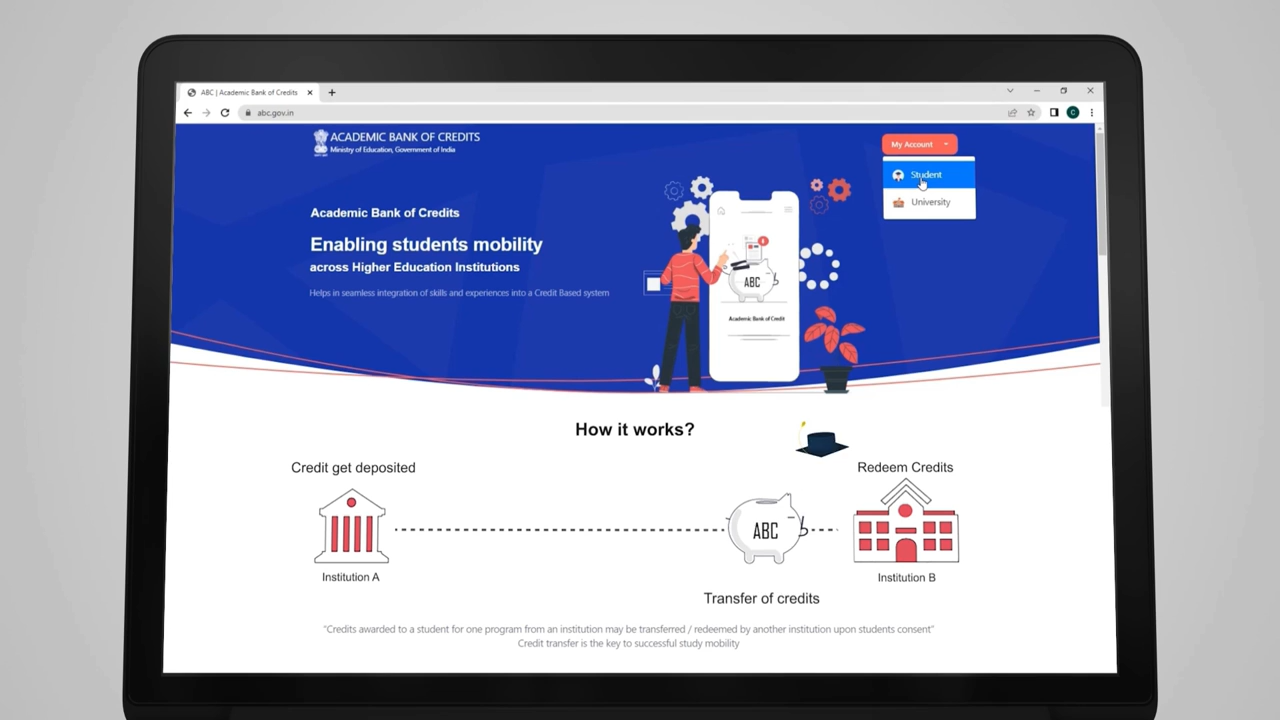 ABC | Academic Bank of Credits
abc.gov.in
ACADEMIC BANK OF CREDITS
Ministry of Education, Government of India
My Account
Student
University
Academic Bank of Credits
Enabling students mobility
across Higher Education Institutions
Helps in seamless integration of skills and experiences into a Credit Based system
ABC
Academic Bank of Credit
How it works?
Credit get deposited
Redeem Credits
ABC
Institution A
Institution B
Transfer of credits
"Credits awarded to a student for one program from an institution may be transferred / redeemed by another institution upon students consent"
Credit transfer is the key to successful study mobility